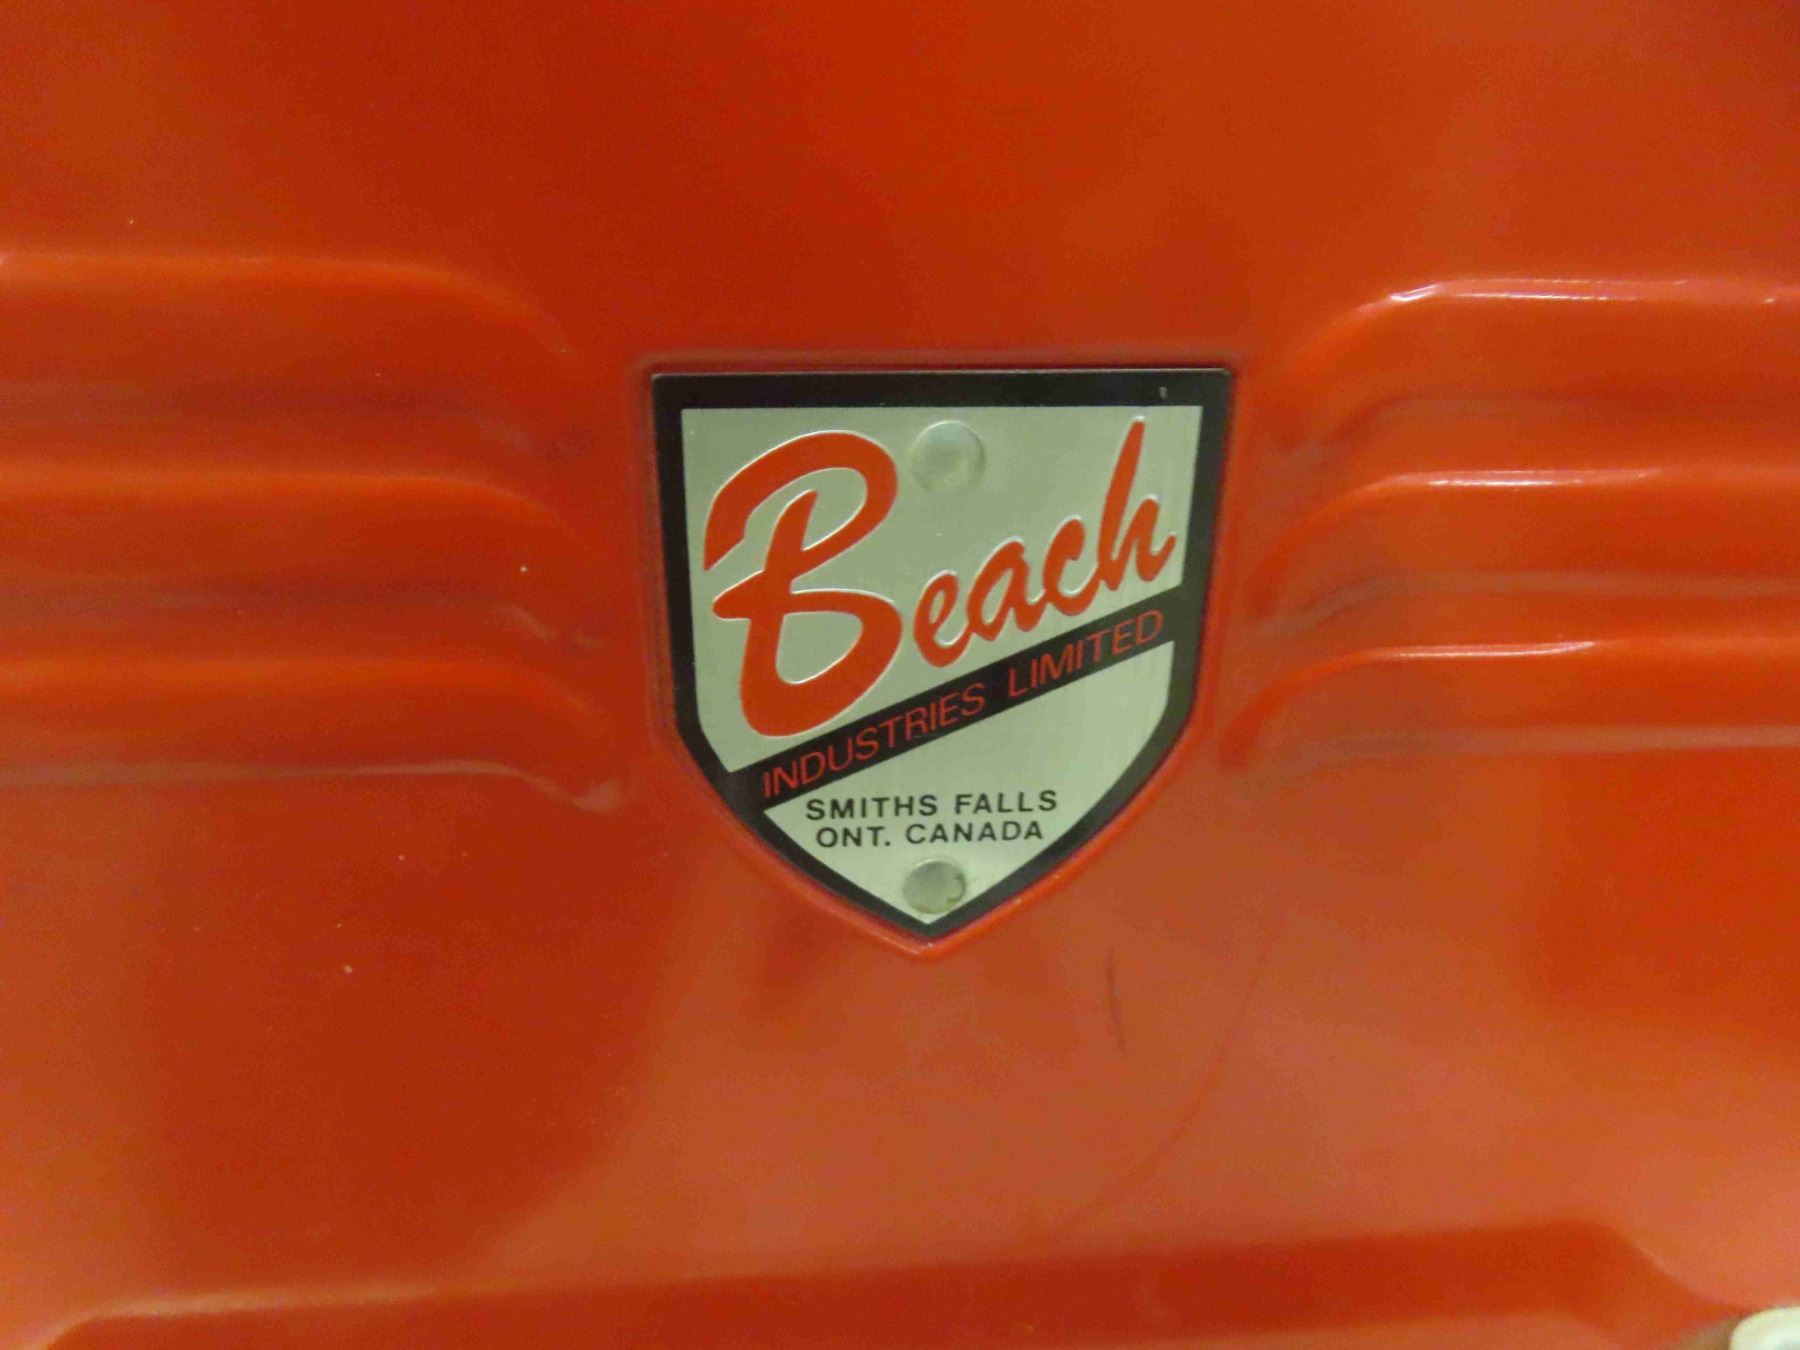 Beach
INDUSTRIES LIMITED
SMITHS FALLS
ONT. CANADA